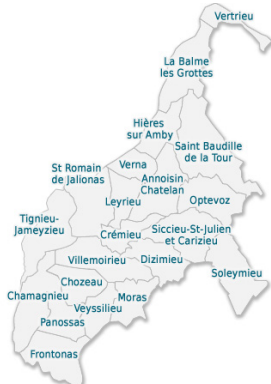 Vertrieu
La Balme
les Grottes
Hières
sur Amby
Saint Baudille
de la Tour
Verna
St Romain
de Jalionas
Annoisin
Chatelan
Leyrieu
Optevoz
Tignieu-
Jameyzieu
Crémieu
Siccieu-St-Julien
et Carizieu
Villemoirieu
Dizimieu
Soleymieu
Chozeau
Chamagnieu
Moras
Veyssilieu
Panossas
Frontonas